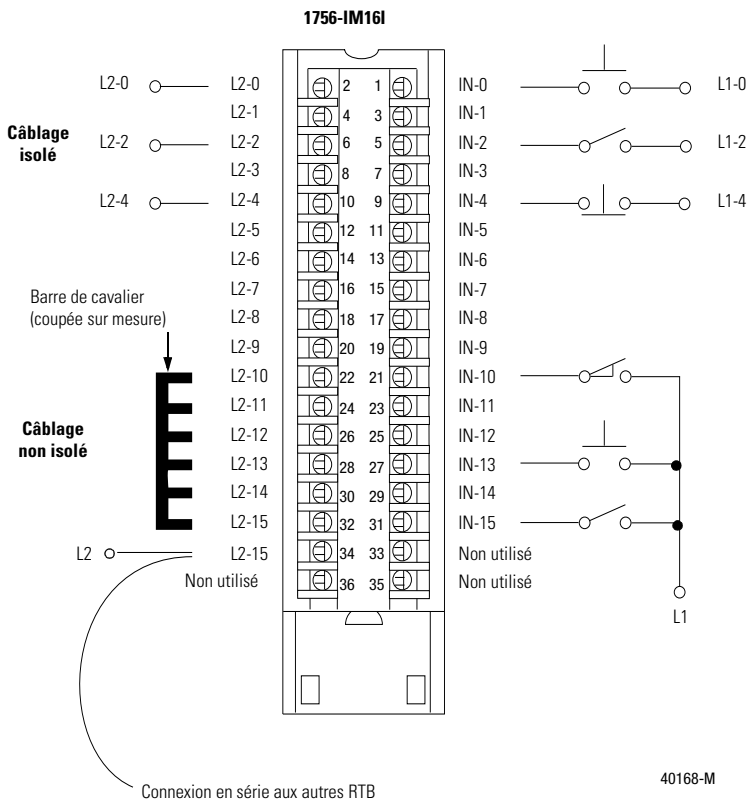 1756-IM16I
L2-0 L2-0 2 1 IN-0 L1-0
L2-1 4 3 IN-1
Câblage
isolé
L2-2 L2-2 6 5 IN-2 L1-2
L2-3 8 7 IN-3
L2-4 L2-4 10 9 IN-4 L1-4
L2-5 12 11 IN-5
L2-6 14 13 IN-6
Barre de cavalier
(coupée sur mesure)
L2-7 16 15 IN-7
L2-8 18 17 IN-8
L2-9 20 19 IN-9
L2-10 22 21 IN-10
L2-11 24 23 IN-11
Câblage
non isolé
L2-12 26 25 IN-12
L2-13 28 27 IN-13
L2-14 30 29 IN-14
L2-15 32 31 IN-15
L2 L2-15 34 33 Non utilisé
Non utilisé 36 35 Non utilisé
L1
Connexion en série aux autres RTB
40168-M